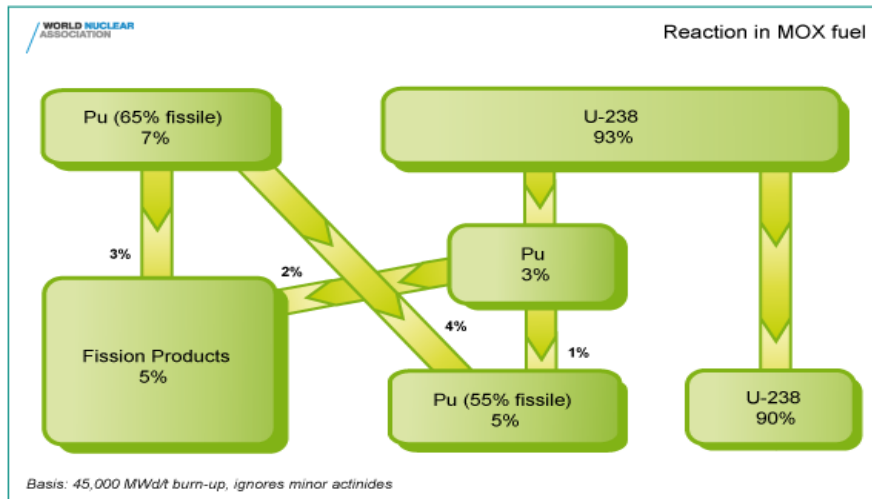 WORLD NUCLEAR
ASSOCIATION
Reaction in MOX fuel
Pu (65% fissile)
7%
U-238
93%
3%
2%
Pu
3%
4%
1%
Fission Products
5%
Pu (55% fissile)
5%
U-238
90%
Basis: 45,000 MWd/t burn-up, ignores minor actinides